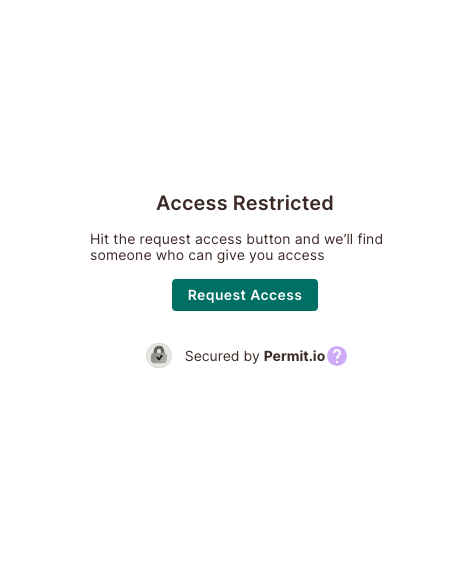 Access Restricted
Hit the request access button and we’ll find
someone who can give you access
Request Access
Secured by Permit.io ?